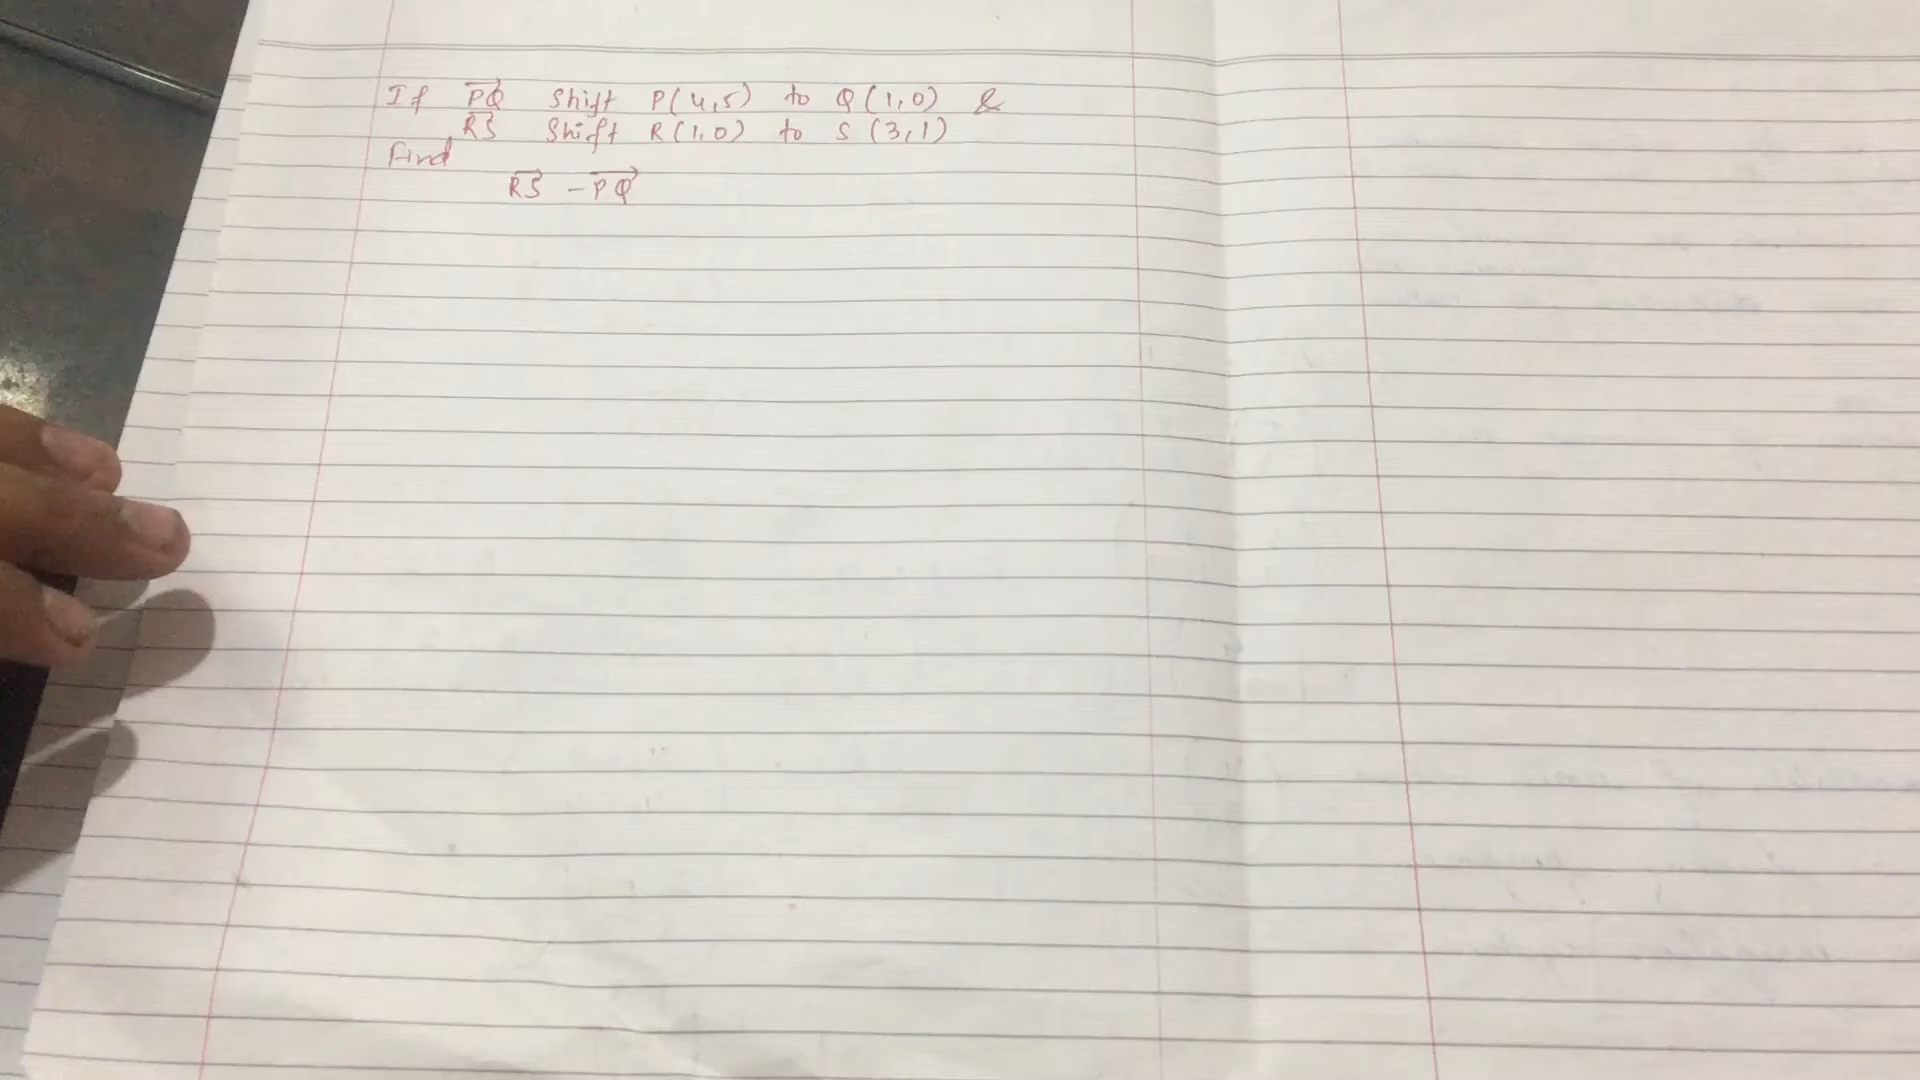 If PQ Shift P(4,5) to Q(1,0) &
RS Shift R(1,0) to S(3,1)
Find
RS - PQ